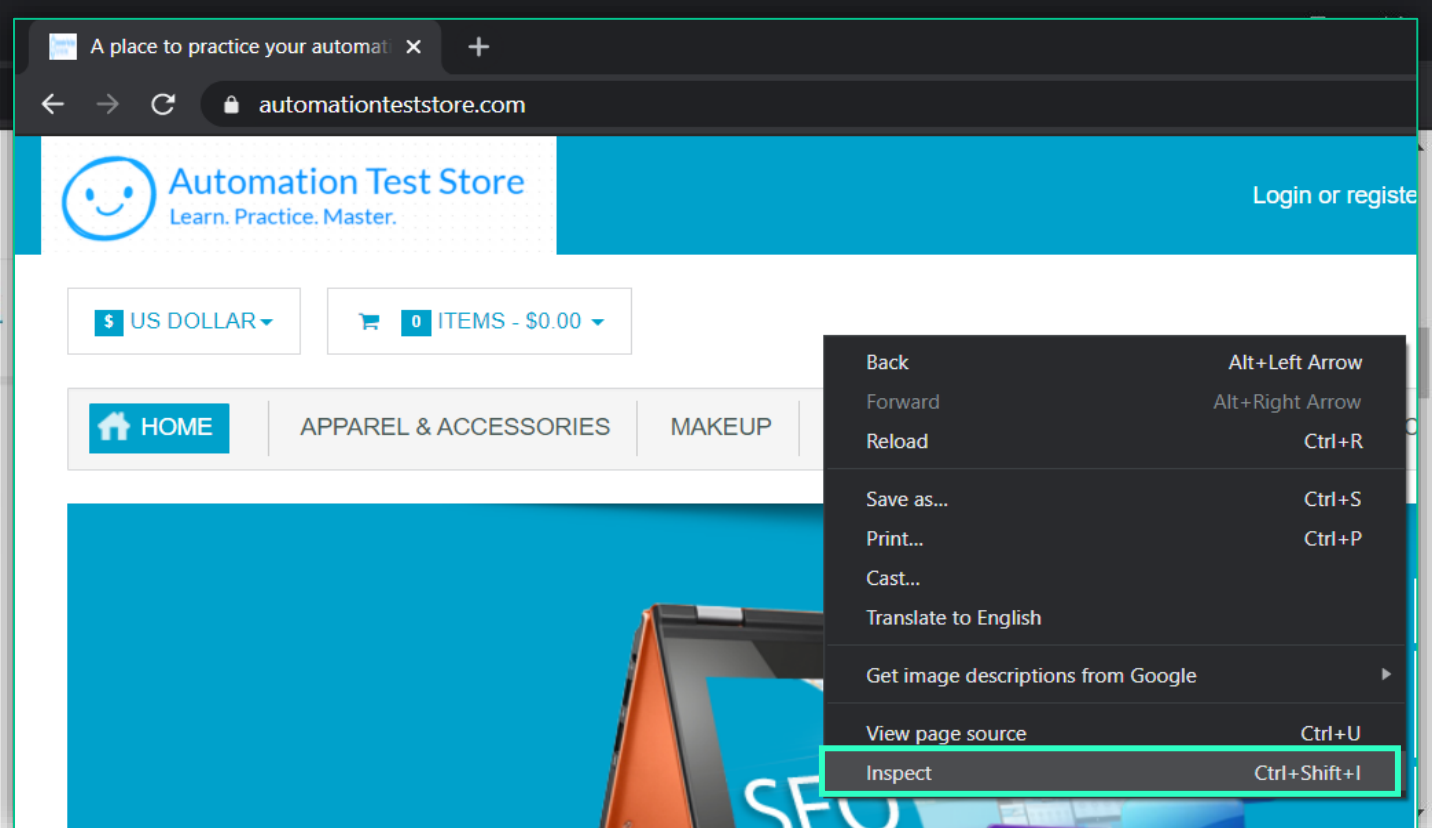 A place to practice your automati
automationteststore.com
Automation Test Store
Learn. Practice. Master.
Login or registe
$ US DOLLAR
0 ITEMS - $0.00
HOME
APPAREL & ACCESSORIES
MAKEUP
Back Alt+Left Arrow
Forward Alt+Right Arrow
Reload Ctrl+R
Save as... Ctrl+S
Print... Ctrl+P
Cast...
Translate to English
Get image descriptions from Google
View page source Ctrl+U
Inspect Ctrl+Shift+I
SEO